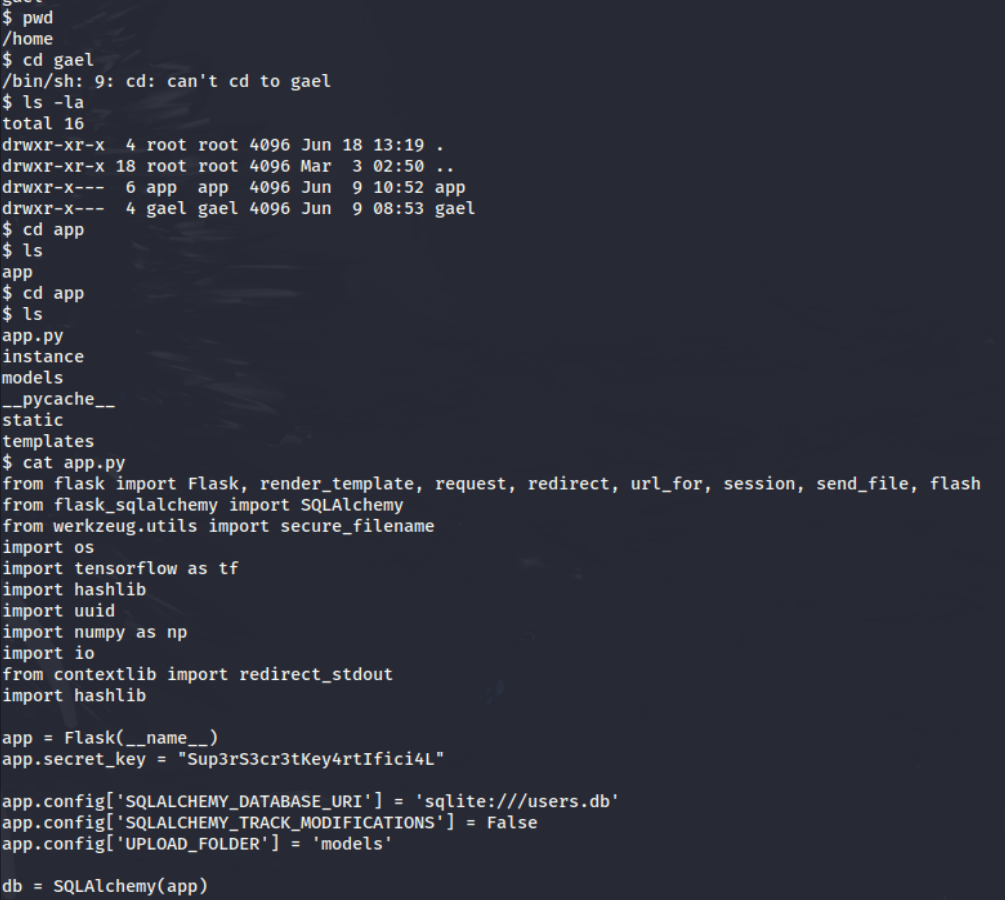 gael
$ pwd
/home
$ cd gael
/bin/sh: 9: cd: can't cd to gael
$ ls -la
total 16
drwxr-xr-x  4 root root 4096 Jun 18 13:19 .
drwxr-xr-x 18 root root 4096 Mar  3 02:50 ..
drwxr-x---  6 app  app  4096 Jun  9 10:52 app
drwxr-x---  4 gael gael 4096 Jun  9 08:53 gael
$ cd app
$ ls
app
$ cd app
$ ls
app.py
instance
models
__pycache__
static
templates
$ cat app.py
from flask import Flask, render_template, request, redirect, url_for, session, send_file, flash
from flask_sqlalchemy import SQLAlchemy
from werkzeug.utils import secure_filename
import os
import tensorflow as tf
import hashlib
import uuid
import numpy as np
import io
from contextlib import redirect_stdout
import hashlib

app = Flask(__name__)
app.secret_key = "Sup3rS3cr3tKey4rtIfici4L"

app.config['SQLALCHEMY_DATABASE_URI'] = 'sqlite:///users.db'
app.config['SQLALCHEMY_TRACK_MODIFICATIONS'] = False
app.config['UPLOAD_FOLDER'] = 'models'

db = SQLAlchemy(app)